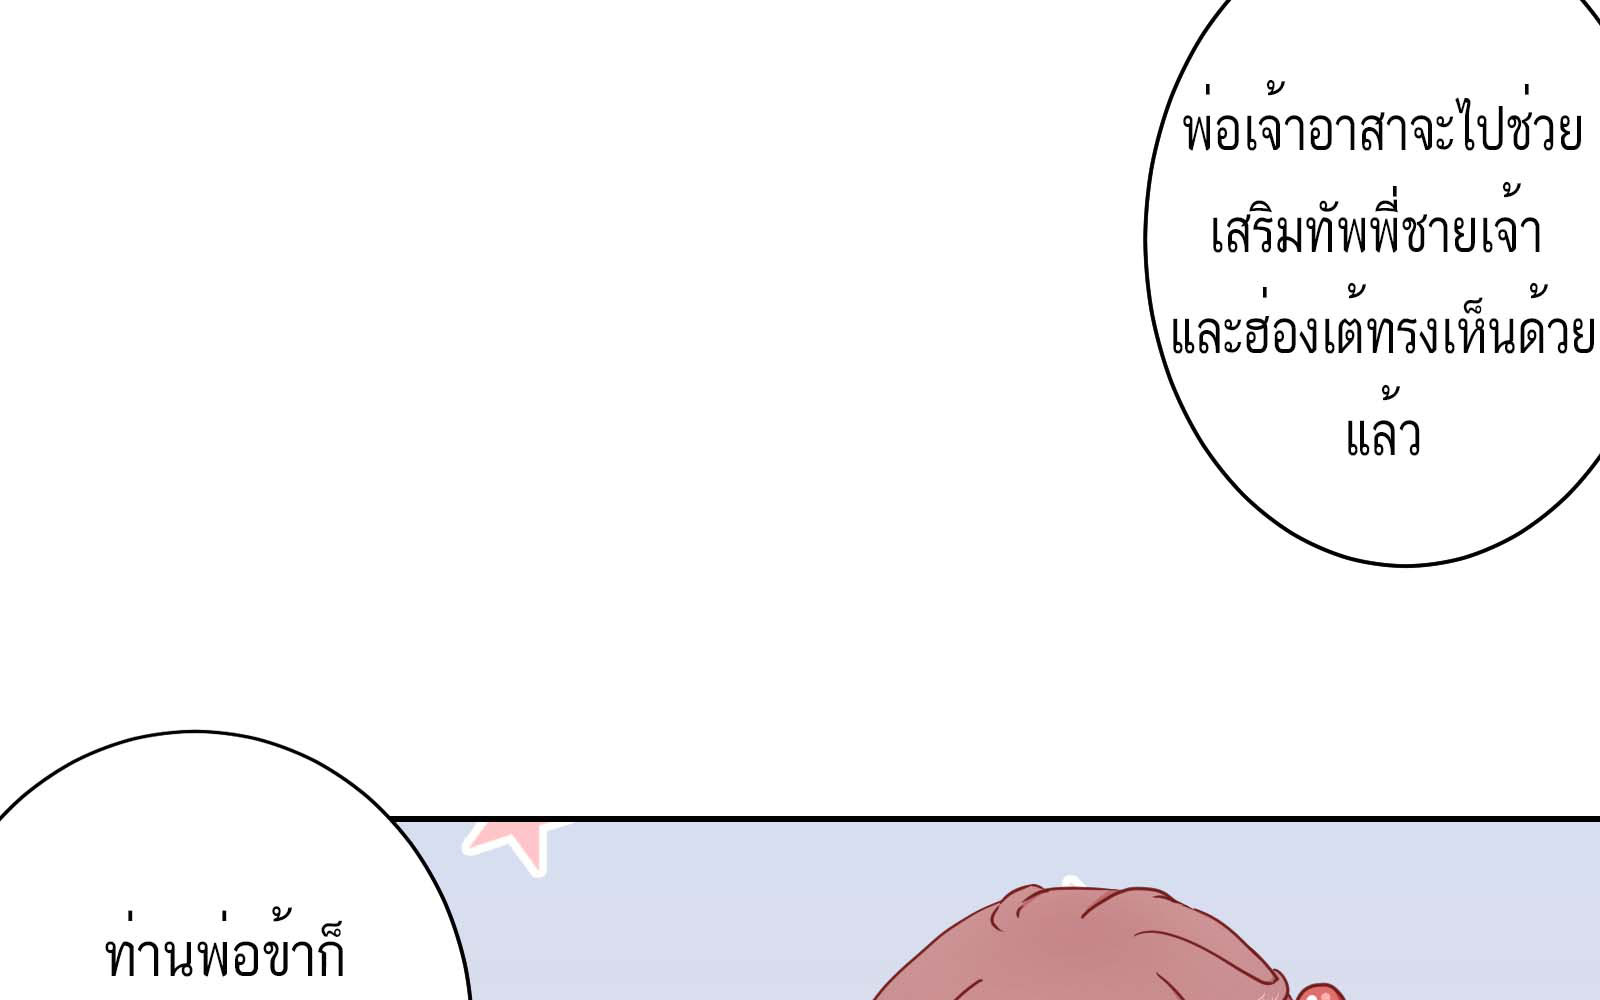 พ่อเจ้าอาสาจะไปช่วย
เสริมทัพพี่ชายเจ้า
และฮ่องเต้ทรงเห็นด้วย
แล้ว
ท่านพ่อข้าก็